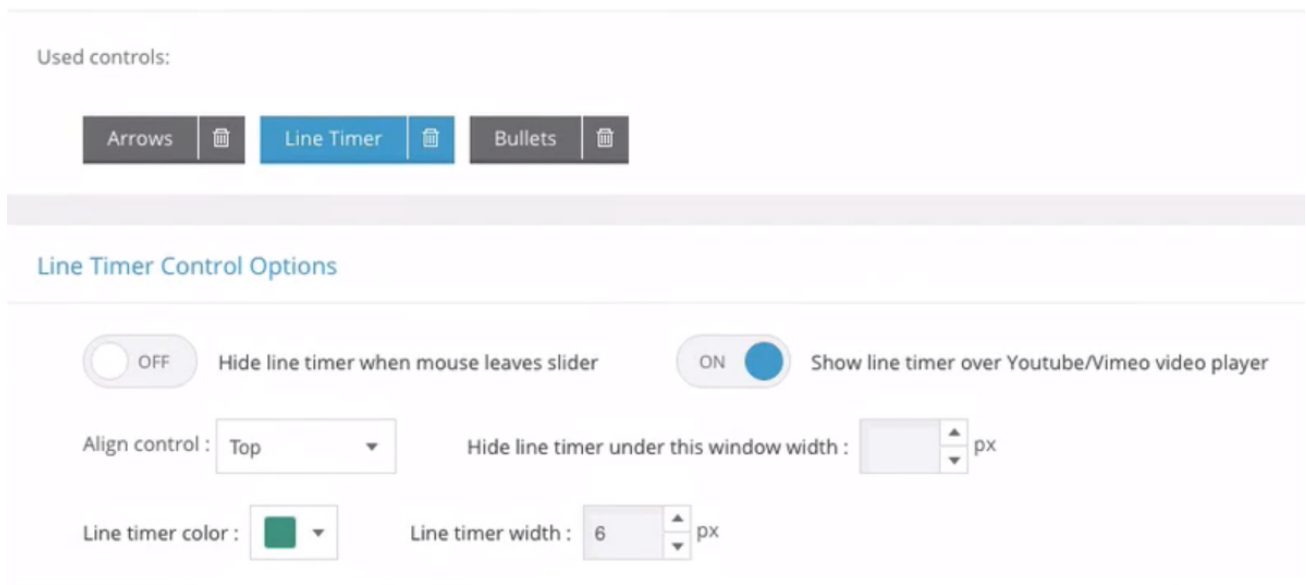 Used controls:
Arrows Line Timer Bullets
Line Timer Control Options
OFF Hide line timer when mouse leaves slider ON Show line timer over Youtube/Vimeo video player
Align control : Top Hide line timer under this window width : px
Line timer color : Line timer width : 6 px